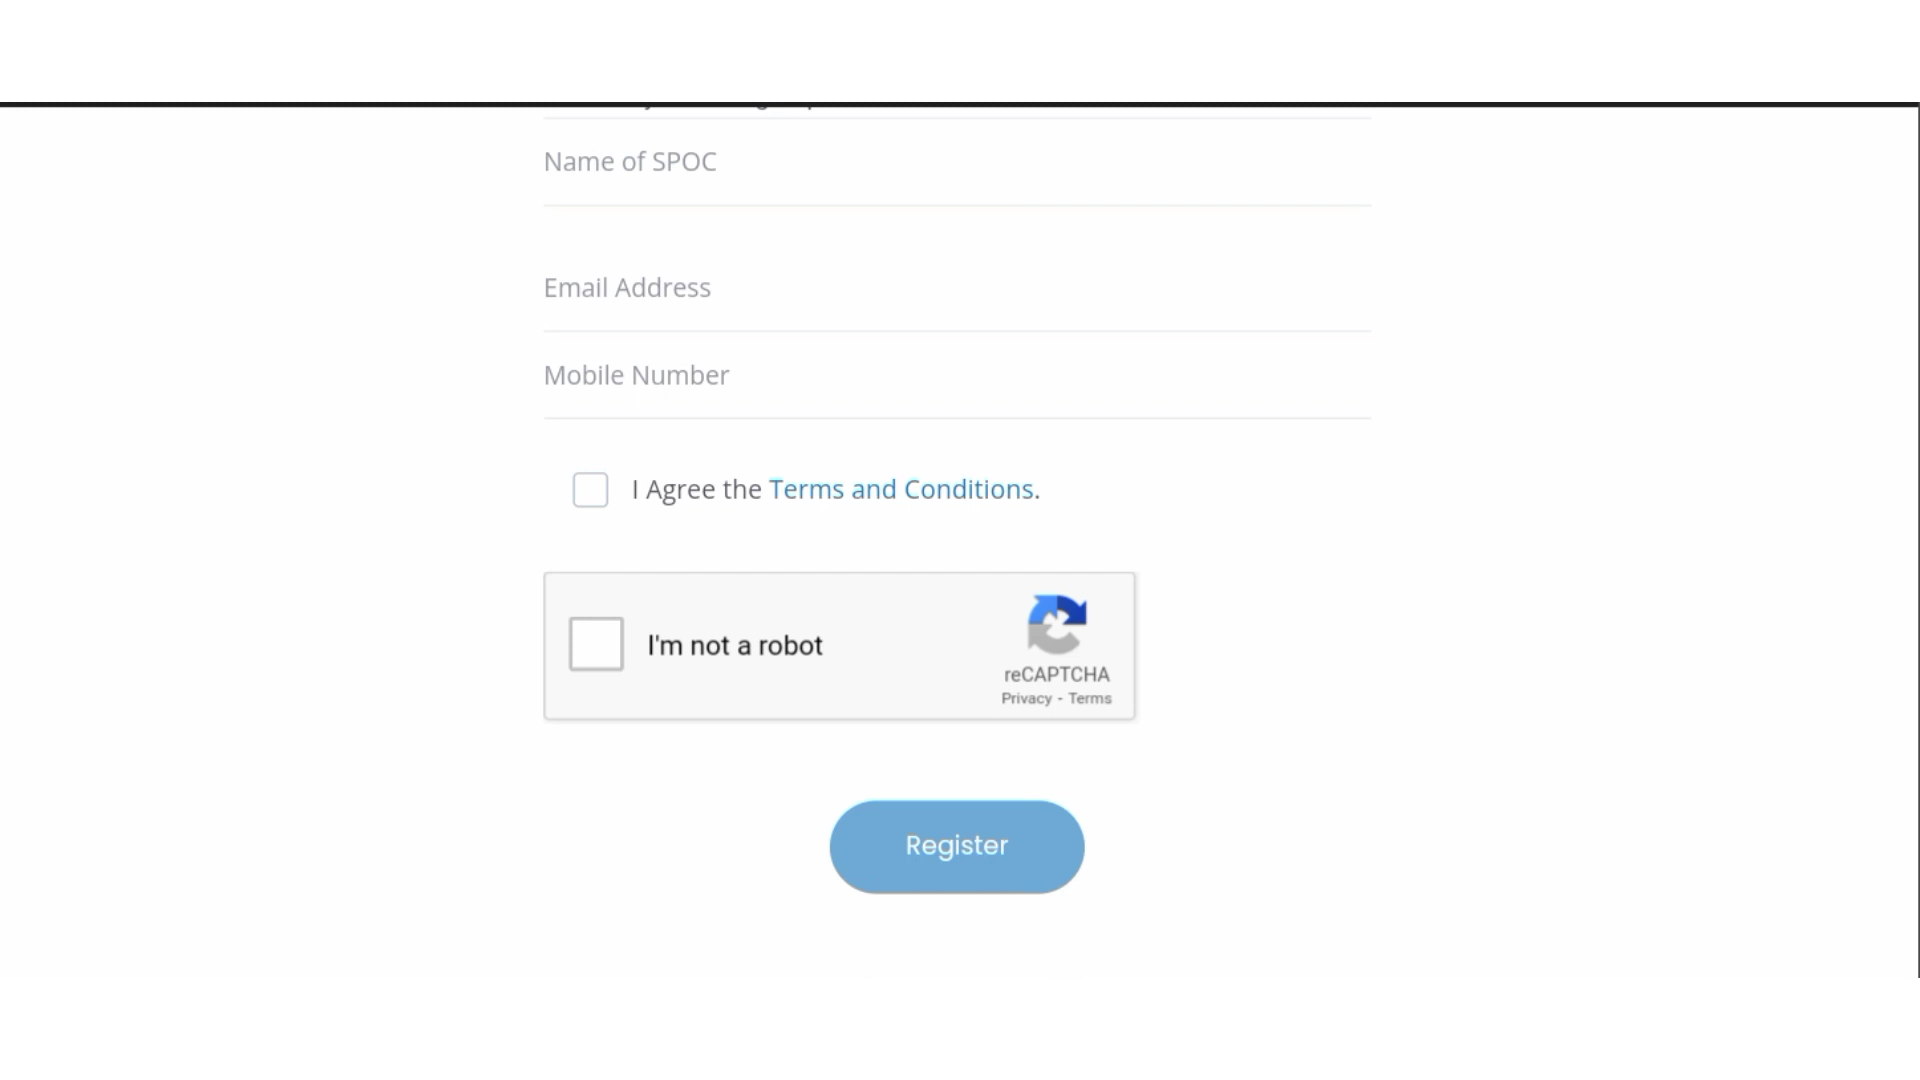 Name of SPOC
Email Address
Mobile Number
I Agree the Terms and Conditions.
I'm not a robot
reCAPTCHA
Privacy - Terms
Register